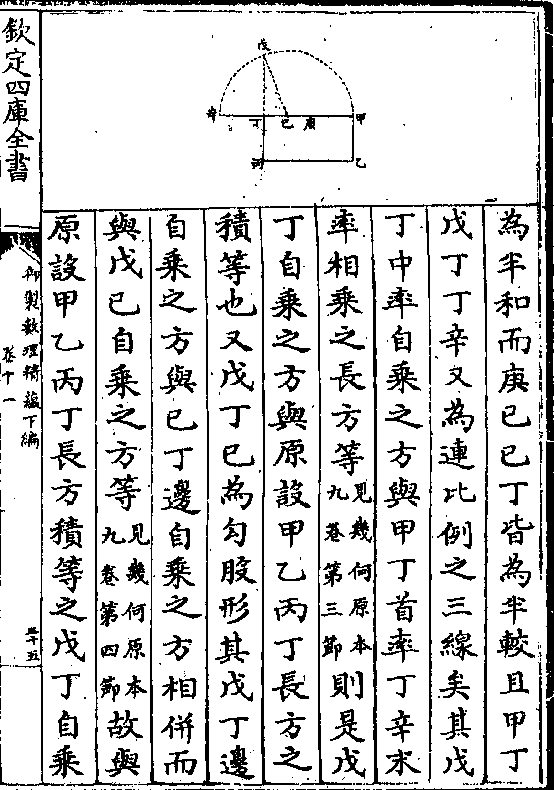 戊
辛
丁
己
庚
甲
丙
乙
為半和而庚己己丁皆為半較且甲丁
戊丁丁辛又為連比例之三線矣其戊
丁中率自乘之方與甲丁首率丁辛末
率相乘之長方等見幾何原本九卷第三節則是戊
丁自乘之方與原設甲乙丙丁長方之
積等也又戊丁己為勾股形其戊丁邊
自乘之方與己丁邊自乘之方相併而
與戊己自乘之方等見幾何原本九卷第四節故與
原設甲乙丙丁長方積等之戊丁自乘
欽定四庫全書
御製數理精蘊下編
卷十一